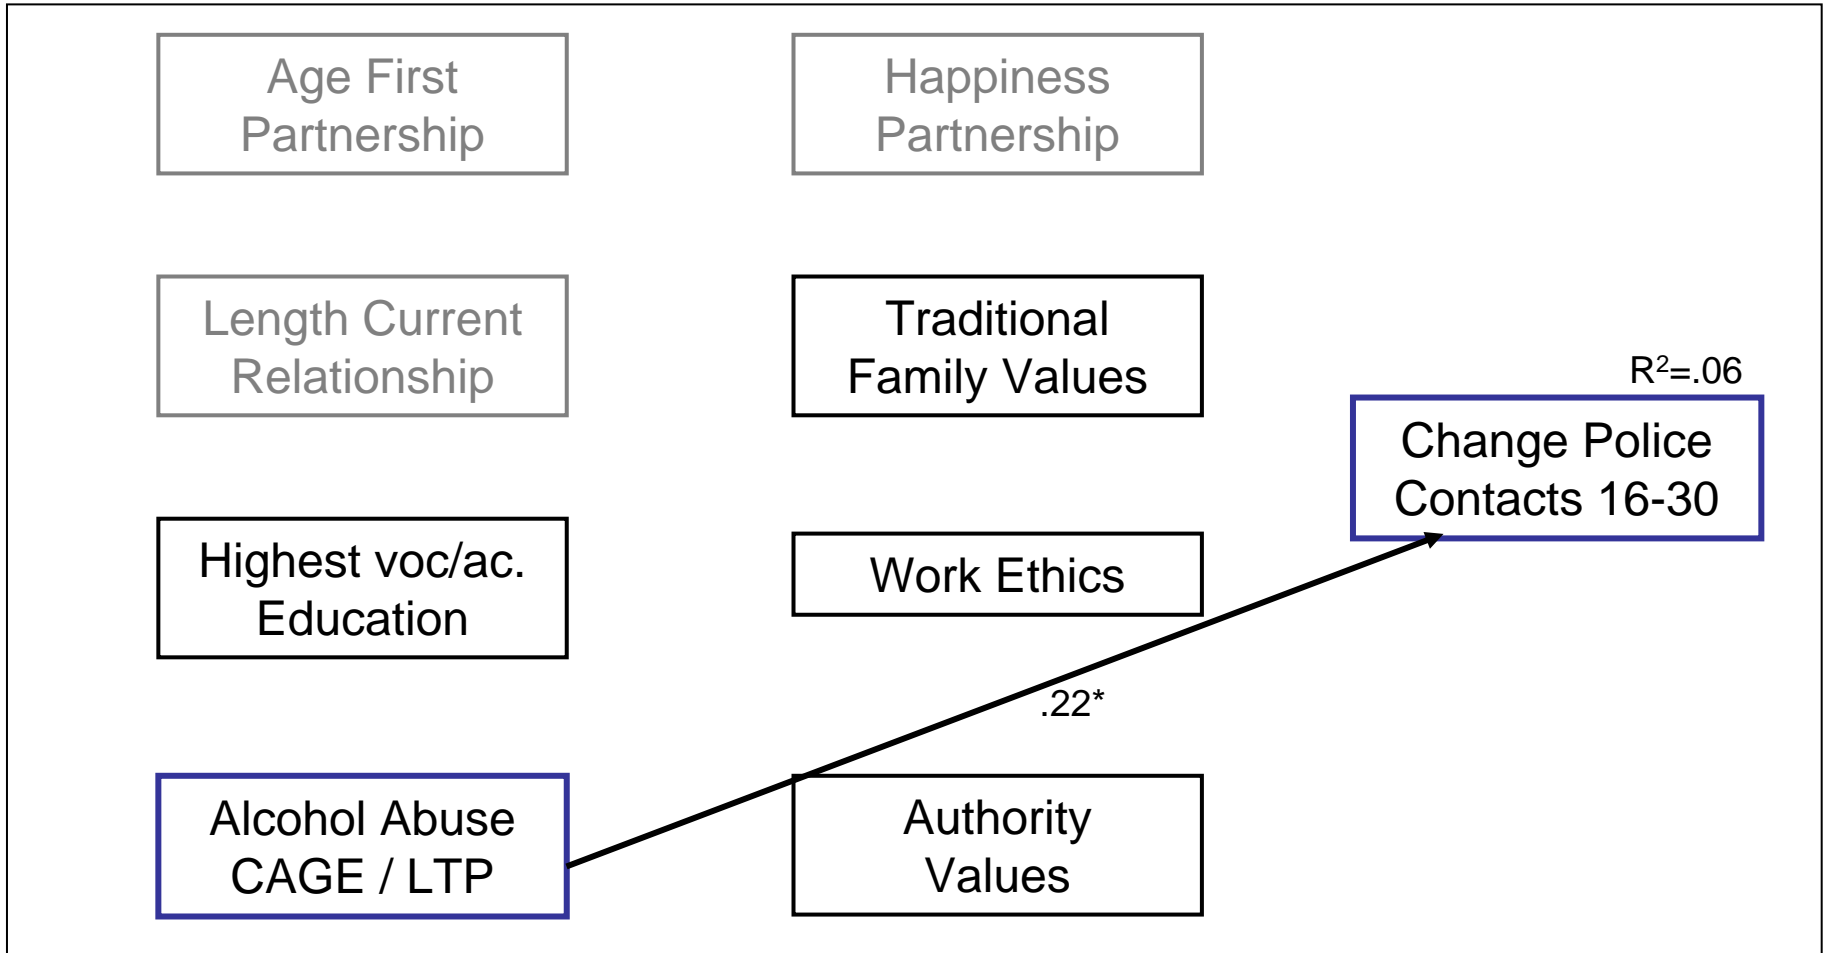 Age First
Partnership
Happiness
Partnership
Length Current
Relationship
Traditional
Family Values
R²=.06
Change Police
Contacts 16-30
Highest voc/ac.
Education
Work Ethics
.22*
Alcohol Abuse
CAGE / LTP
Authority
Values